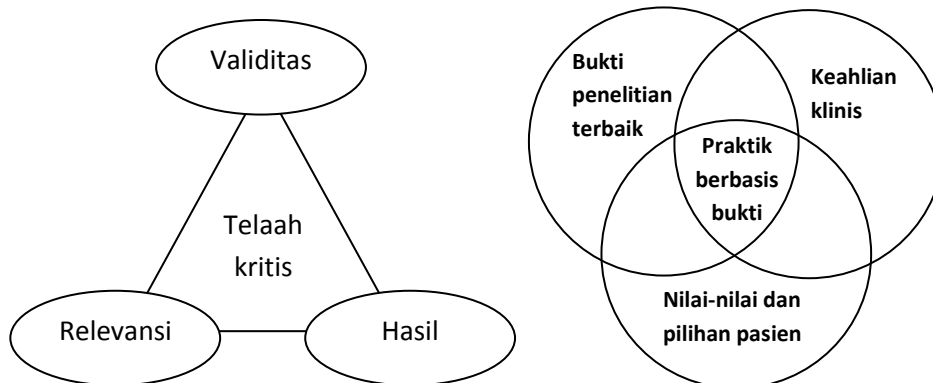 Validitas
Telaah
kritis
Relevansi
Hasil
Bukti
penelitian
terbaik
Keahlian
klinis
Praktik
berbasis
bukti
Nilai-nilai dan
pilihan pasien